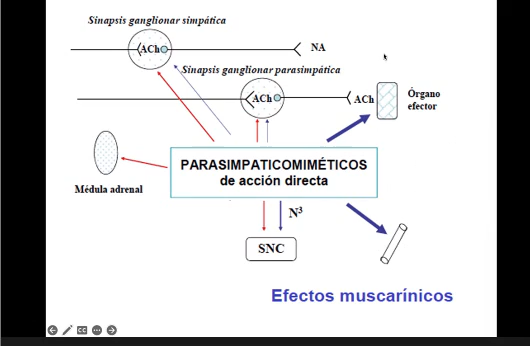 Sinapsis ganglionar simpática
ACh
NA
Sinapsis ganglionar parasimpática
ACh
ACh
Órgano
efector
PARASIMPATICOMIMÉTICOS
de acción directa
Médula adrenal
N3
SNC
Efectos muscarínicos
CC